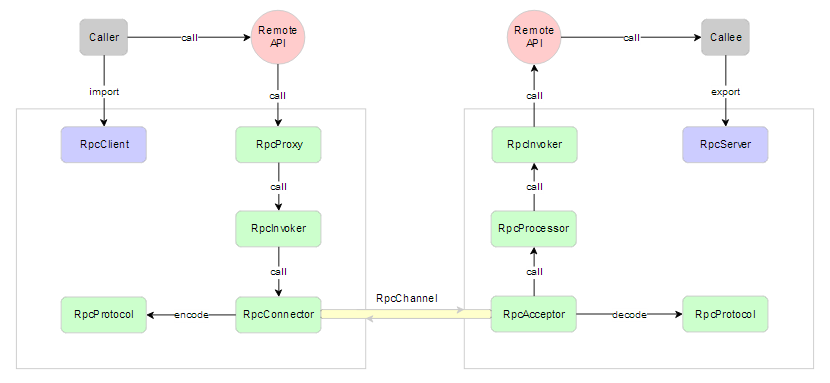 Caller
call
Remote
API
Remote
API
call
Callee
import
call
call
export
RpcClient
RpcProxy
RpcInvoker
RpcServer
call
call
RpcInvoker
RpcProcessor
call
call
RpcChannel
RpcProtocol
encode
RpcConnector
RpcAcceptor
decode
RpcProtocol